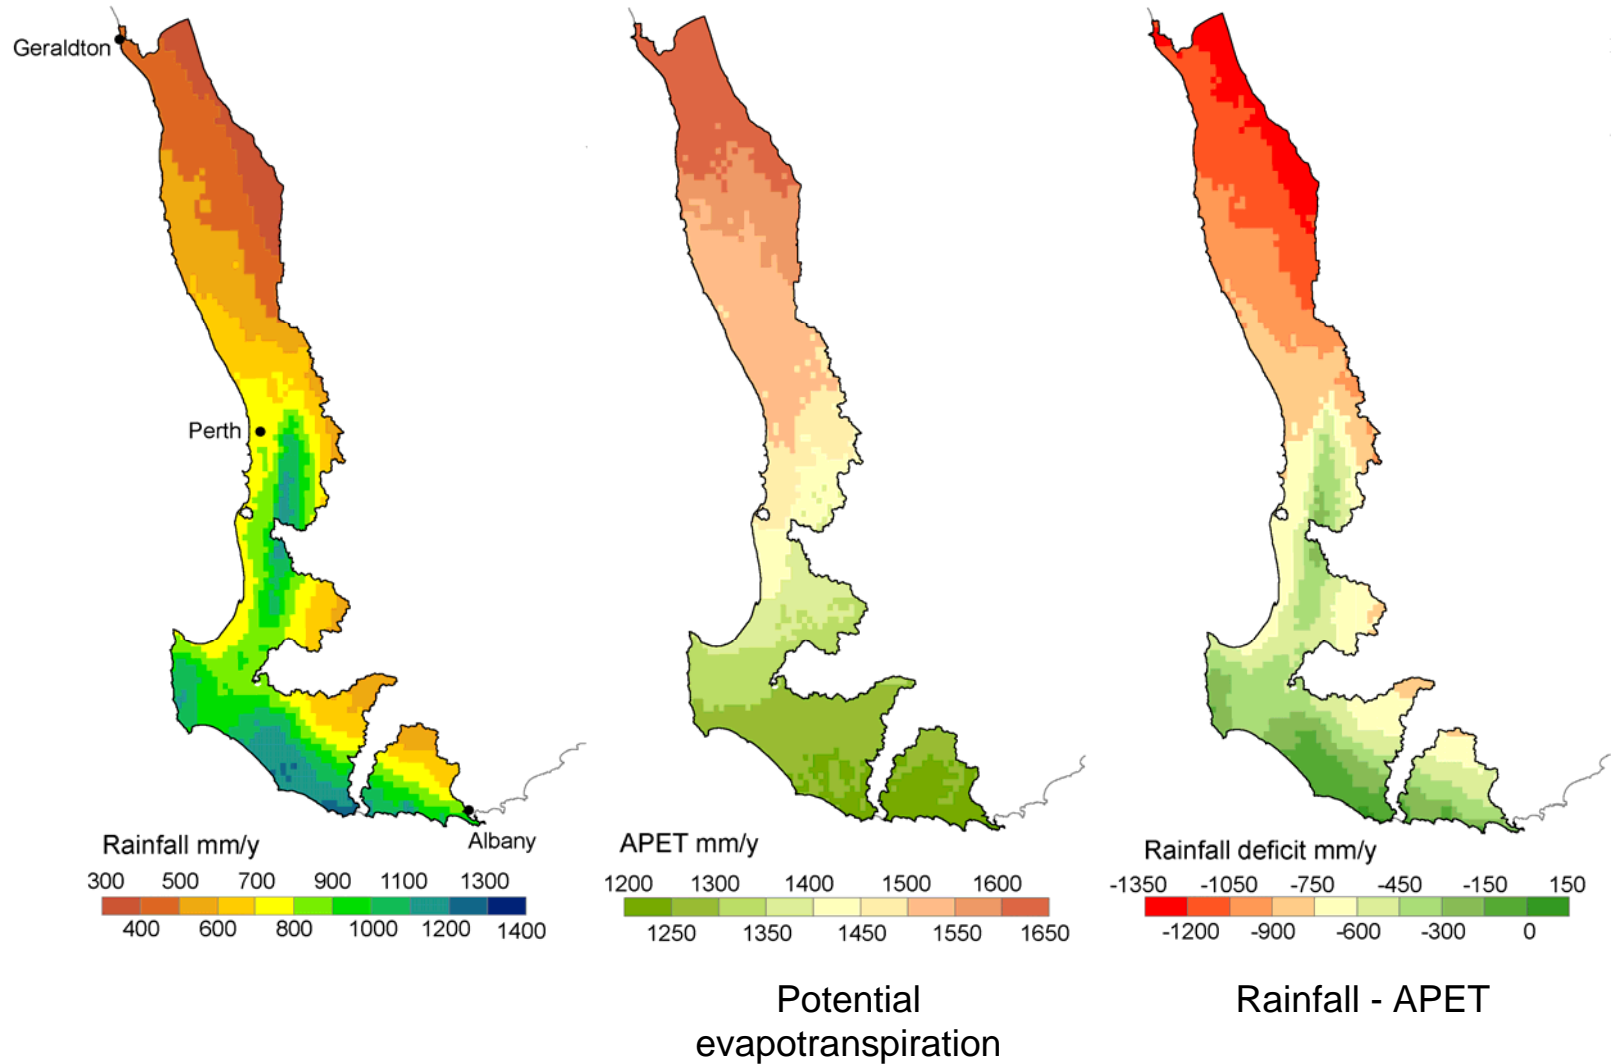 Geraldton
Perth
Albany
Rainfall mm/y
300 500 700 900 1100 1300
400 600 800 1000 1200 1400
APET mm/y
1200 1300 1400 1500 1600
1250 1350 1450 1550 1650
Rainfall deficit mm/y
-1350 -1050 -750 -450 -150 150
-1200 -900 -600 -300 0
Potential
evapotranspiration
Rainfall - APET